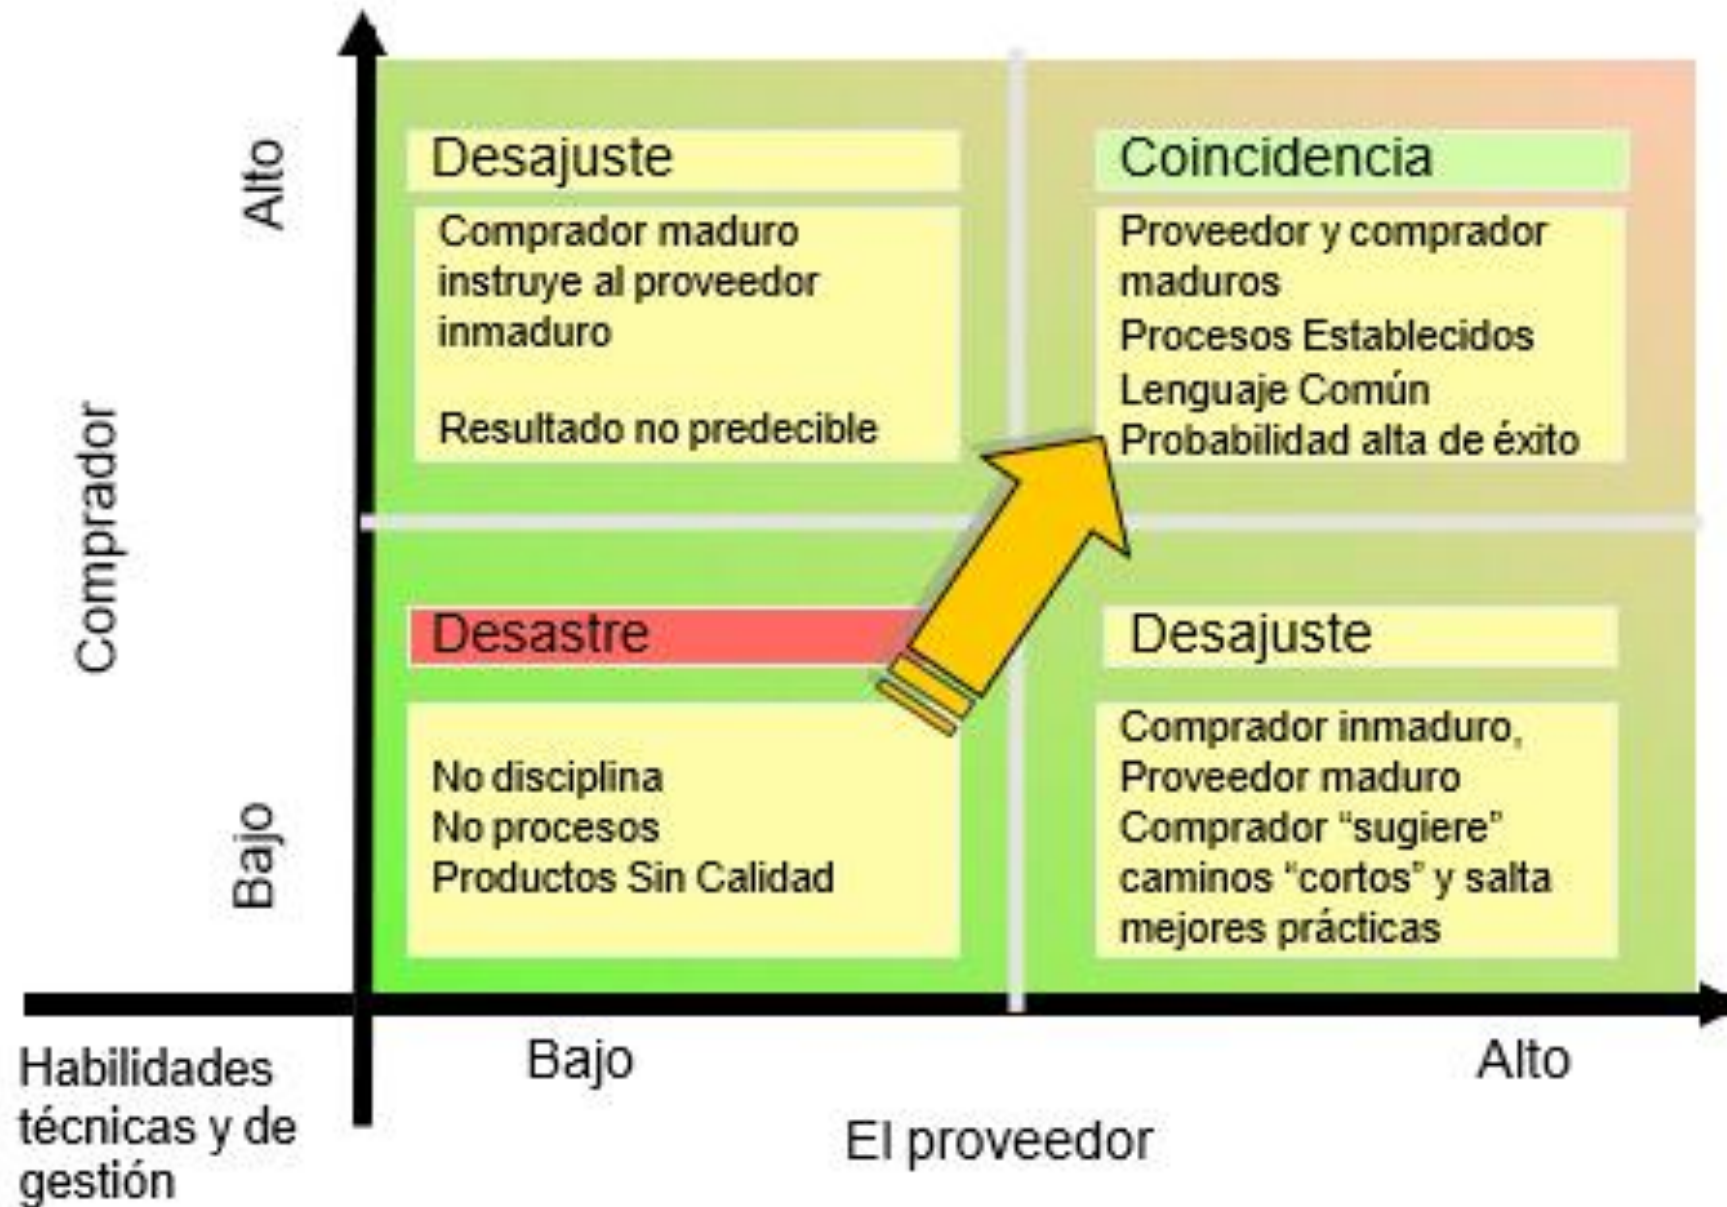 Alto
Desajuste
Comprador maduro
instruye al proveedor
inmaduro
Resultado no predecible
Coincidencia
Proveedor y comprador
maduros
Procesos Establecidos
Lenguaje Común
Probabilidad alta de éxito
Comprador
Bajo
Desastre
No disciplina
No procesos
Productos Sin Calidad
Desajuste
Comprador inmaduro,
Proveedor maduro
Comprador “sugiere”
caminos “cortos” y salta
mejores prácticas
Habilidades
técnicas y de
gestión
Bajo
Alto
El proveedor